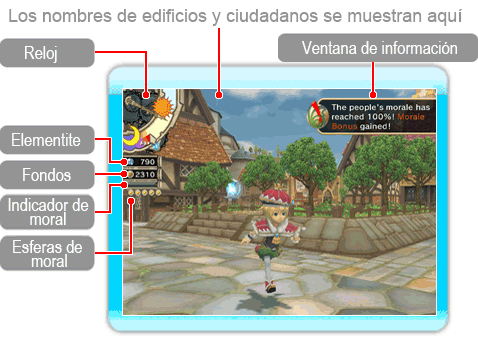 Los nombres de edificios y ciudadanos se muestran aquí
Ventana de información
Reloj
The people's morale has
reached 100%! Morale
Bonus gained!
Elementite
790
Fondos
2310
Indicador de
moral
Esferas de
moral